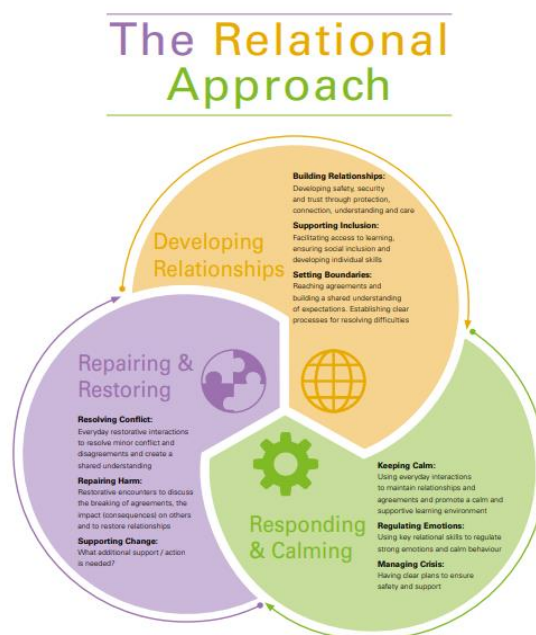 The Relational
Approach
Developing
Relationships
Building Relationships:
Developing safety, security
and trust through protection,
connection, understanding and care
Supporting Inclusion:
Facilitating access to learning,
ensuring social inclusion and
developing individual skills
Setting Boundaries:
Reaching agreements and
building a shared understanding
of expectations. Establishing clear
processes for resolving difficulties
Responding
& Calming
Keeping Calm:
Using everyday interactions
to maintain relationships and
agreements and promote a calm and
supportive learning environment
Regulating Emotions:
Using key relational skills to regulate
strong emotions and calm behaviour
Managing Crisis:
Having clear plans to ensure
safety and support
Repairing &
Restoring
Resolving Conflict:
Everyday restorative interactions
to resolve minor conflict and
disagreements and create a
shared understanding
Repairing Harm:
Restorative encounters to discuss
the breaking of agreements, the
impact (consequences) on others
and to restore relationships
Supporting Change:
What additional support / action
is needed?